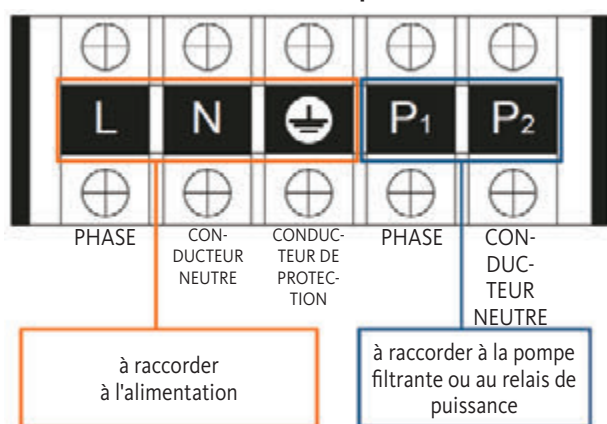 L N P1 P2
PHASE
CON-
DUCTEUR
NEUTRE
CONDUC-
TEUR DE
PROTEC-
TION
PHASE
CON-
DUC-
TEUR
NEUTRE
à raccorder
à l'alimentation
à raccorder à la pompe
filtrante ou au relais de
puissance